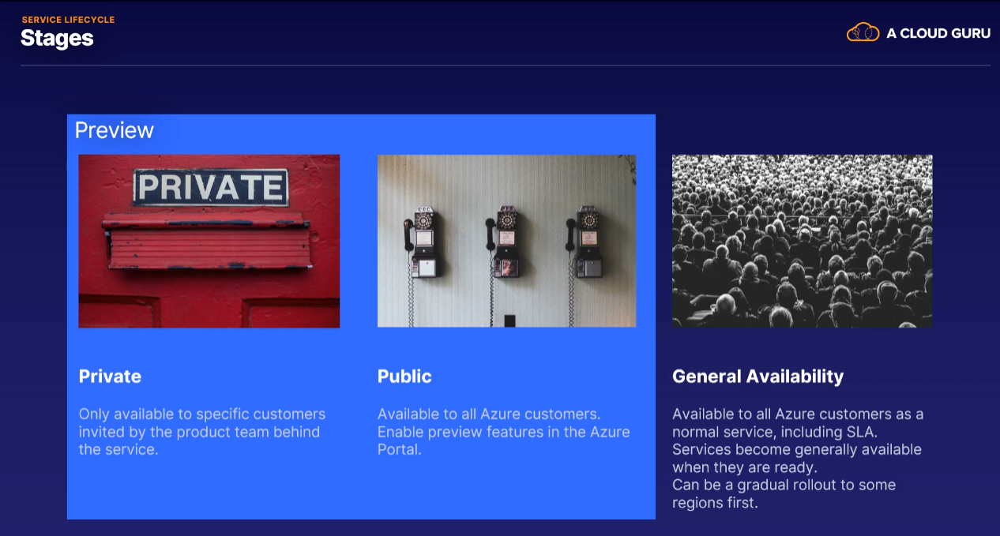 SERVICE LIFECYCLE
Stages
A CLOUD GURU
Preview
PRIVATE
Private
Only available to specific customers
invited by the product team behind
the service.
Public
Available to all Azure customers.
Enable preview features in the Azure
Portal.
General Availability
Available to all Azure customers as a
normal service, including SLA.
Services become generally available
when they are ready.
Can be a gradual rollout to some
regions first.